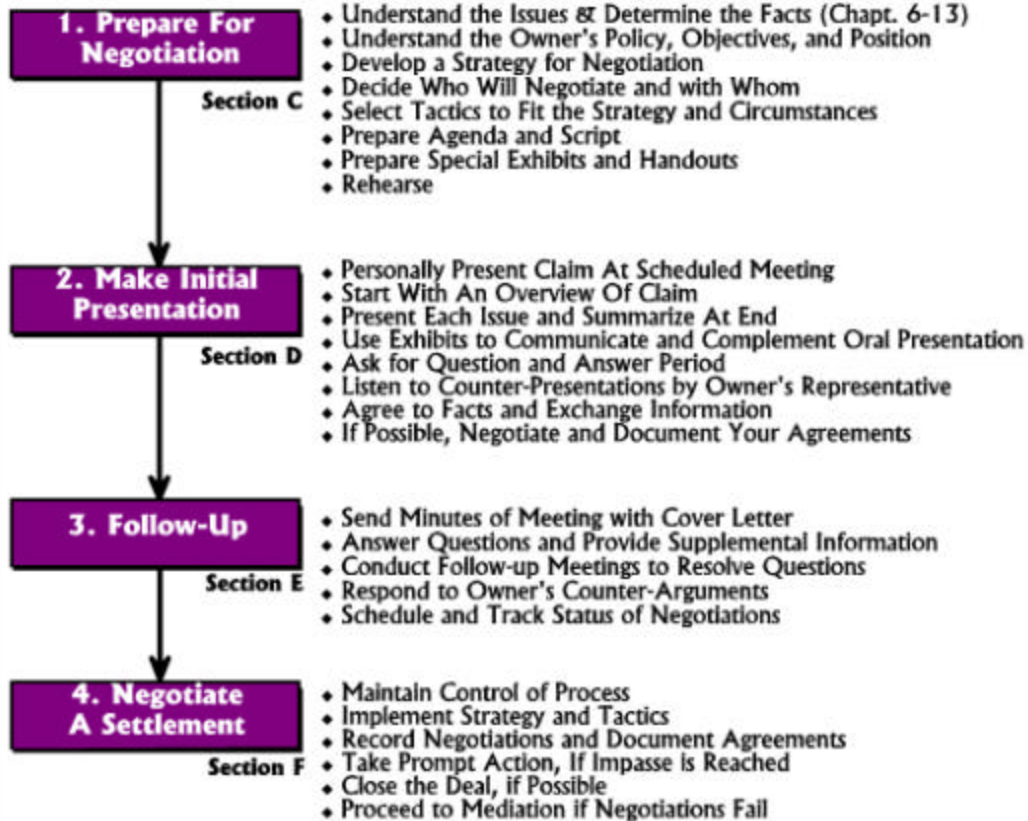 1. Prepare For
Negotiation
Section C
⬥ Understand the Issues & Determine the Facts (Chapt. 6-13)
⬥ Understand the Owner's Policy, Objectives, and Position
⬥ Develop a Strategy for Negotiation
⬥ Decide Who Will Negotiate and with Whom
⬥ Select Tactics to Fit the Strategy and Circumstances
⬥ Prepare Agenda and Script
⬥ Prepare Special Exhibits and Handouts
⬥ Rehearse
2. Make Initial
Presentation
Section D
⬥ Personally Present Claim At Scheduled Meeting
⬥ Start With An Overview Of Claim
⬥ Present Each Issue and Summarize At End
⬥ Use Exhibits to Communicate and Complement Oral Presentation
⬥ Ask for Question and Answer Period
⬥ Listen to Counter-Presentations by Owner's Representative
⬥ Agree to Facts and Exchange Information
⬥ If Possible, Negotiate and Document Your Agreements
3. Follow-Up
Section E
⬥ Send Minutes of Meeting with Cover Letter
⬥ Answer Questions and Provide Supplemental Information
⬥ Conduct Follow-up Meetings to Resolve Questions
⬥ Respond to Owner's Counter-Arguments
⬥ Schedule and Track Status of Negotiations
4. Negotiate
A Settlement
Section F
⬥ Maintain Control of Process
⬥ Implement Strategy and Tactics
⬥ Record Negotiations and Document Agreements
⬥ Take Prompt Action, If Impasse is Reached
⬥ Close the Deal, if Possible
⬥ Proceed to Mediation if Negotiations Fail